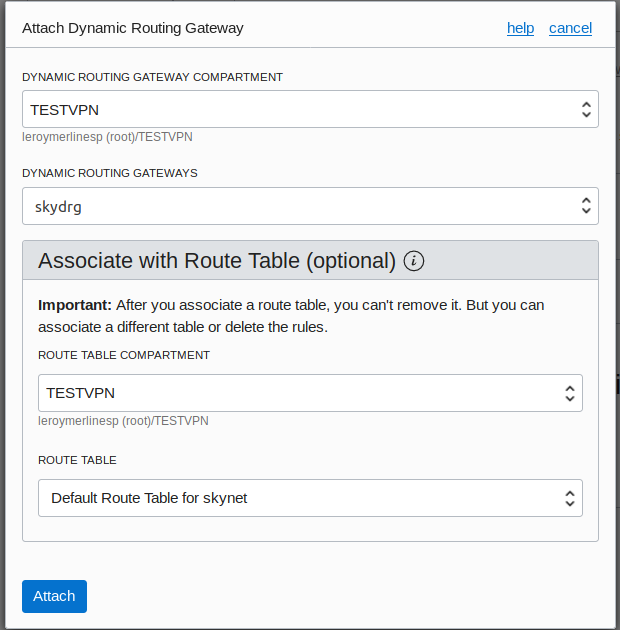 Attach Dynamic Routing Gateway help cancel
DYNAMIC ROUTING GATEWAY COMPARTMENT
TESTVPN
leroymerlinesp (root)/TESTVPN
DYNAMIC ROUTING GATEWAYS
skydrg
Associate with Route Table (optional) i
Important: After you associate a route table, you can't remove it. But you can
associate a different table or delete the rules.
ROUTE TABLE COMPARTMENT
TESTVPN
leroymerlinesp (root)/TESTVPN
ROUTE TABLE
Default Route Table for skynet
Attach